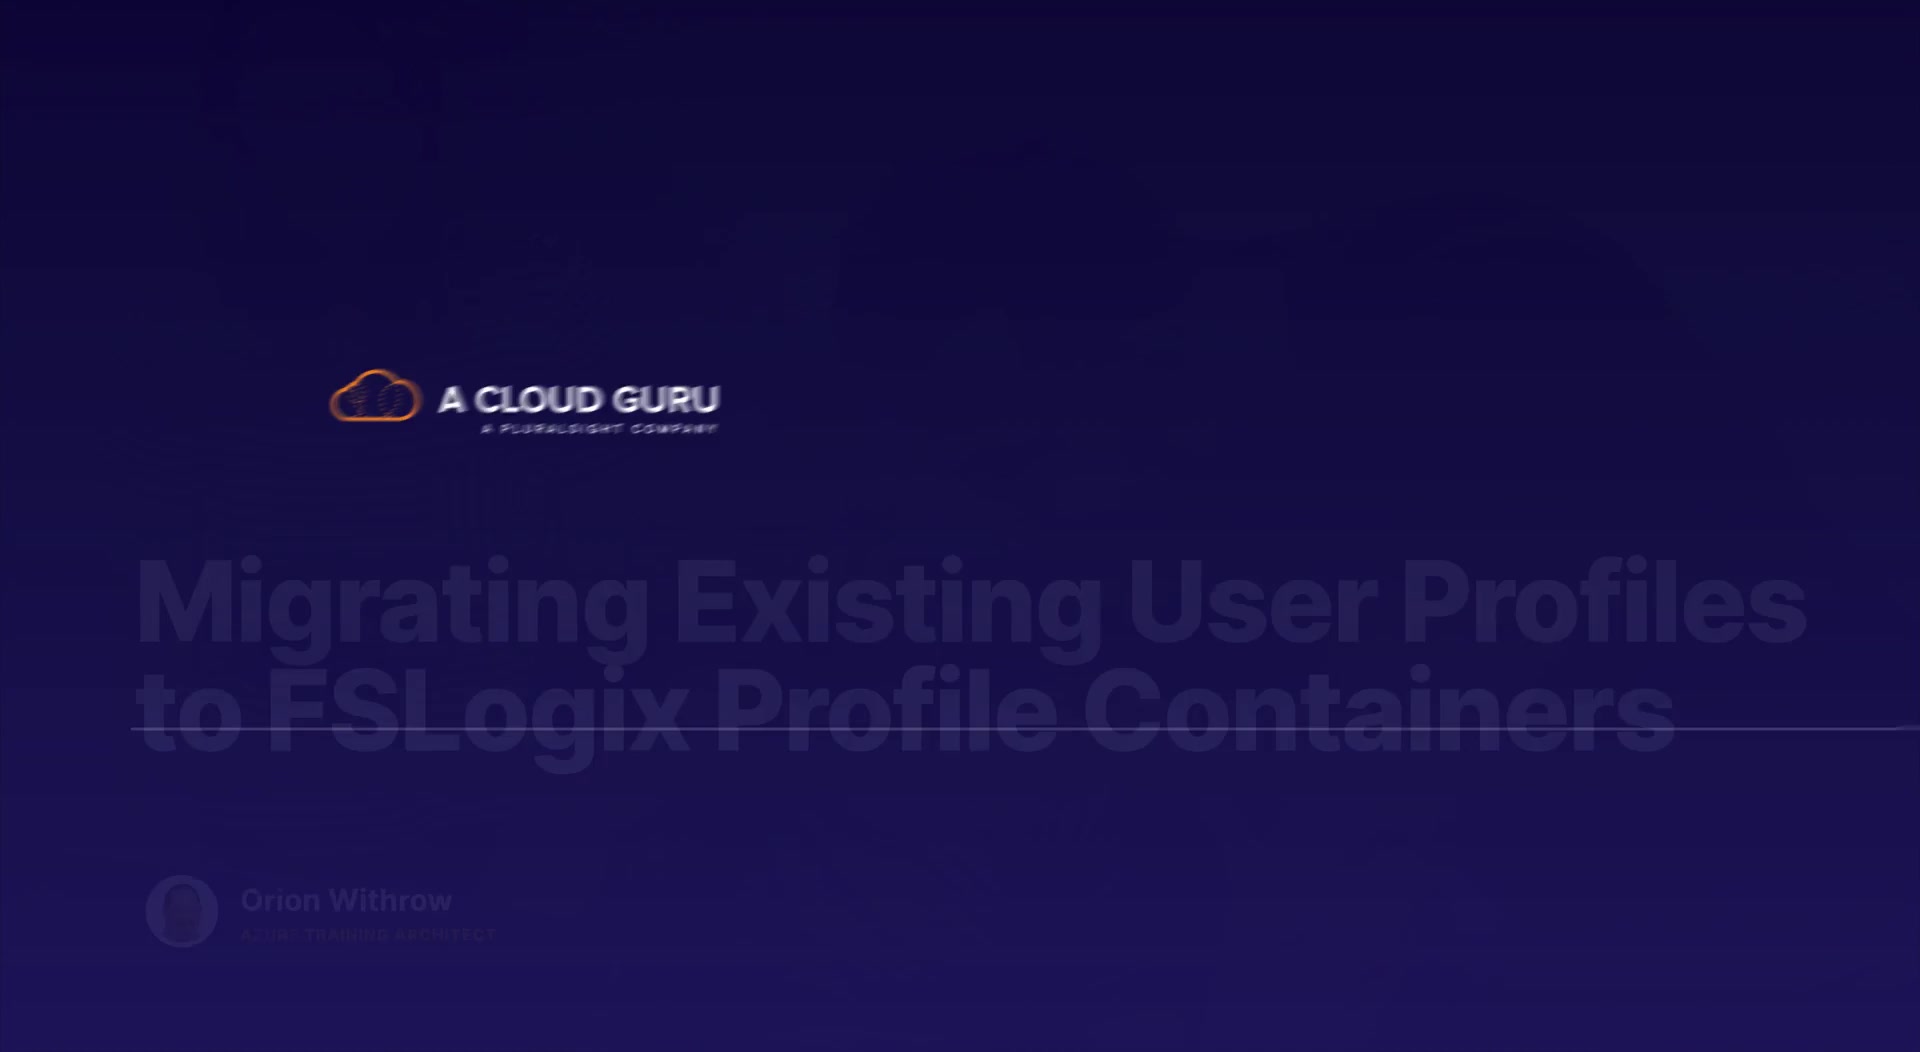 A CLOUD GURU
A PLURALSIGHT COMPANY
Migrating Existing User Profiles
to FSLogix Profile Containers
Orion Withrow
AZURE TRAINING ARCHITECT